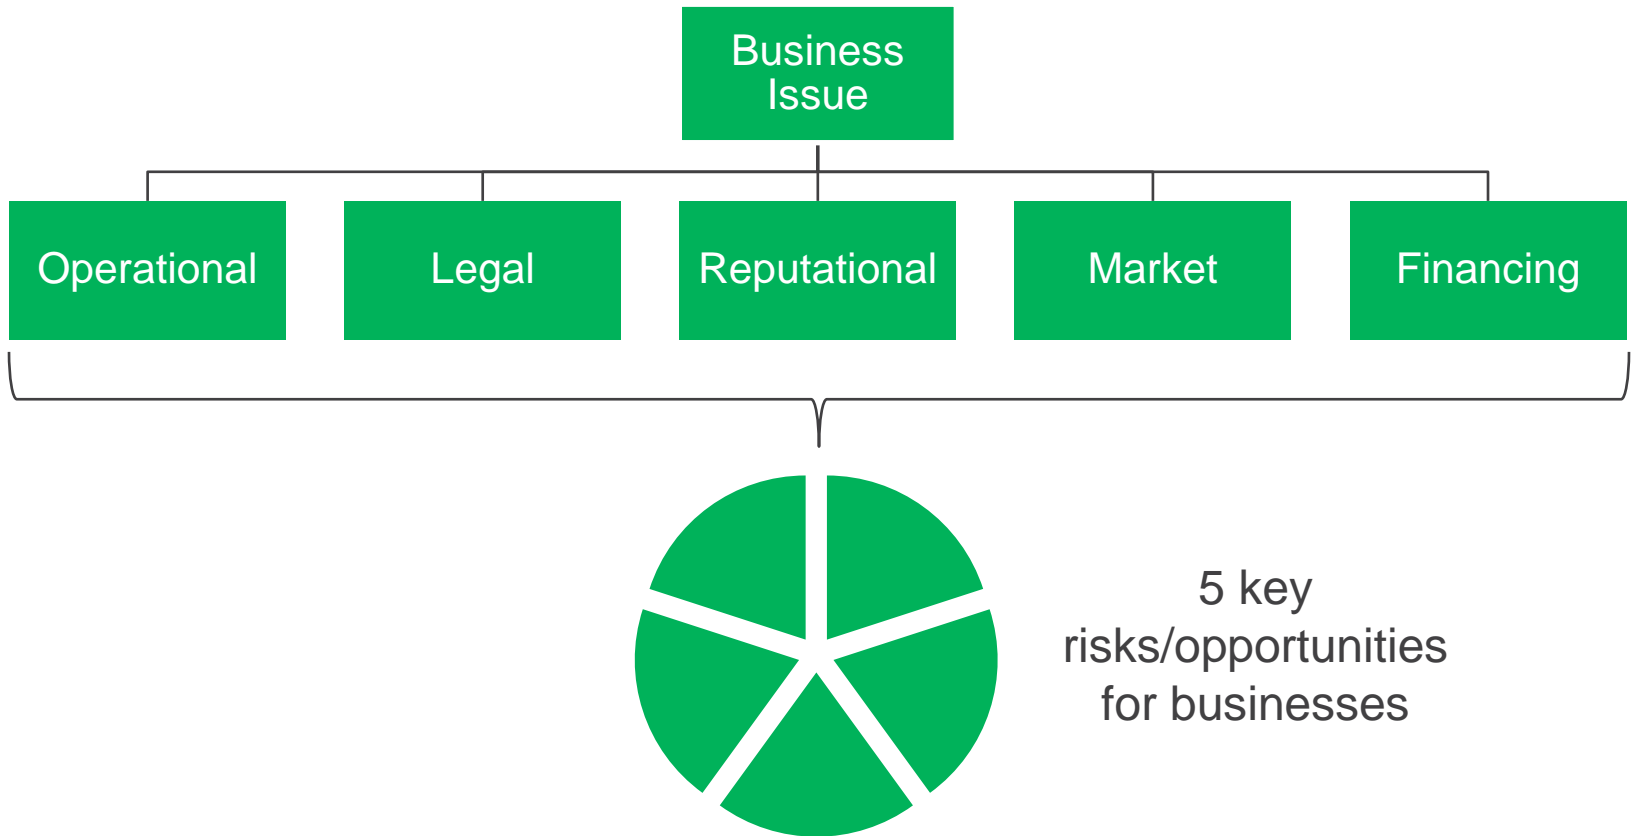 Business
Issue
Operational
Legal
Reputational
Market
Financing
5 key
risks/opportunities
for businesses